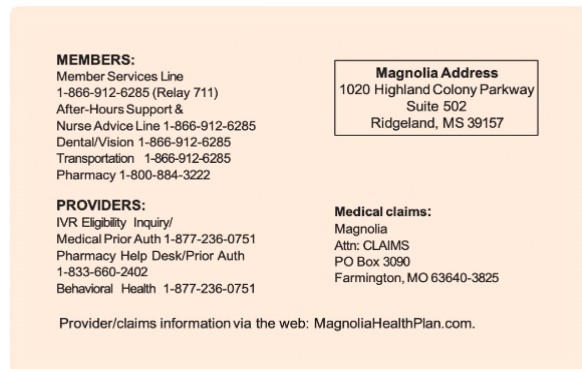 MEMBERS:
Member Services Line
1-866-912-6285 (Relay 711)
After-Hours Support &
Nurse Advice Line 1-866-912-6285
Dental/Vision 1-866-912-6285
Transportation 1-866-912-6285
Pharmacy 1-800-884-3222
Magnolia Address
1020 Highland Colony Parkway
Suite 502
Ridgeland, MS 39157
PROVIDERS:
IVR Eligibility Inquiry/
Medical Prior Auth 1-877-236-0751
Pharmacy Help Desk/Prior Auth
1-833-660-2402
Behavioral Health 1-877-236-0751
Medical claims:
Magnolia
Attn: CLAIMS
PO Box 3090
Farmington, MO 63640-3825
Provider/claims information via the web: MagnoliaHealthPlan.com.